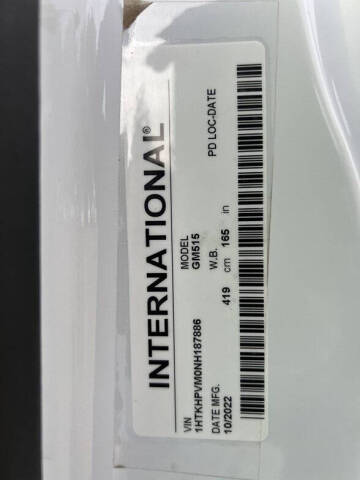 INTERNATIONAL®
VIN MODEL
1HTKHPVM0NH187886 GM515
DATE MFG. W.B. PD LOC-DATE
10/2022 419 cm 165 in